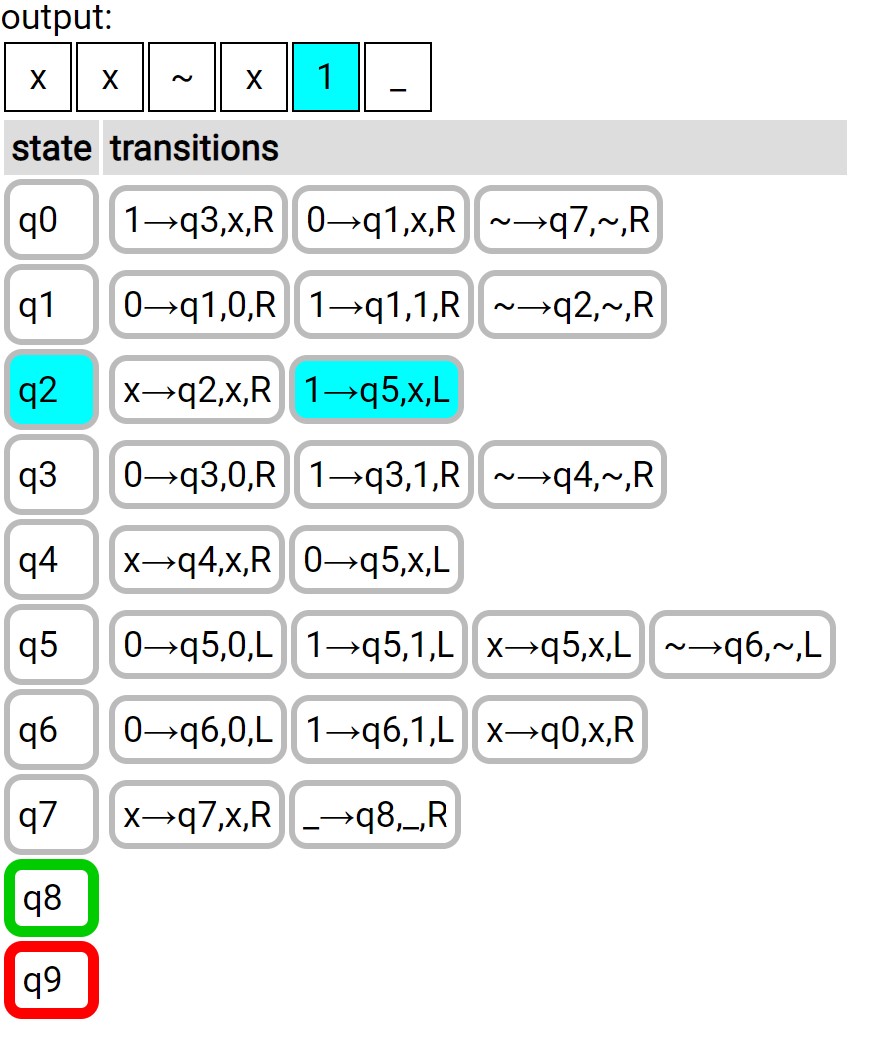 output:
x x ~ x 1 _
state transitions
q0 1→q3,x,R 0→q1,x,R ~→q7,~,R
q1 0→q1,0,R 1→q1,1,R ~→q2,~,R
q2 x→q2,x,R 1→q5,x,L
q3 0→q3,0,R 1→q3,1,R ~→q4,~,R
q4 x→q4,x,R 0→q5,x,L
q5 0→q5,0,L 1→q5,1,L x→q5,x,L ~→q6,~,L
q6 0→q6,0,L 1→q6,1,L x→q0,x,R
q7 x→q7,x,R _→q8,_,R
q8
q9